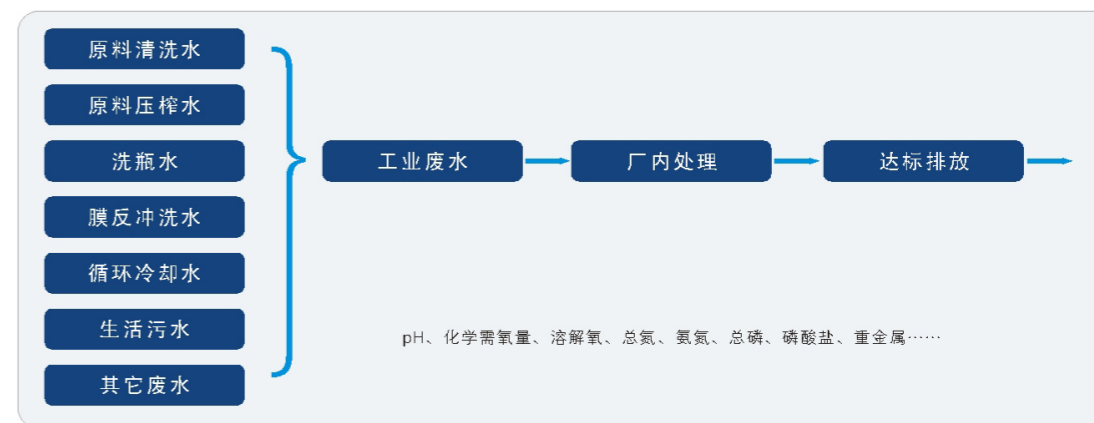 原料清洗水
原料压榨水
洗瓶水
膜反冲洗水
循环冷却水
生活污水
其它废水
工业废水
厂内处理
达标排放
pH、化学需氧量、溶解氧、总氮、氨氮、总磷、磷酸盐、重金属……